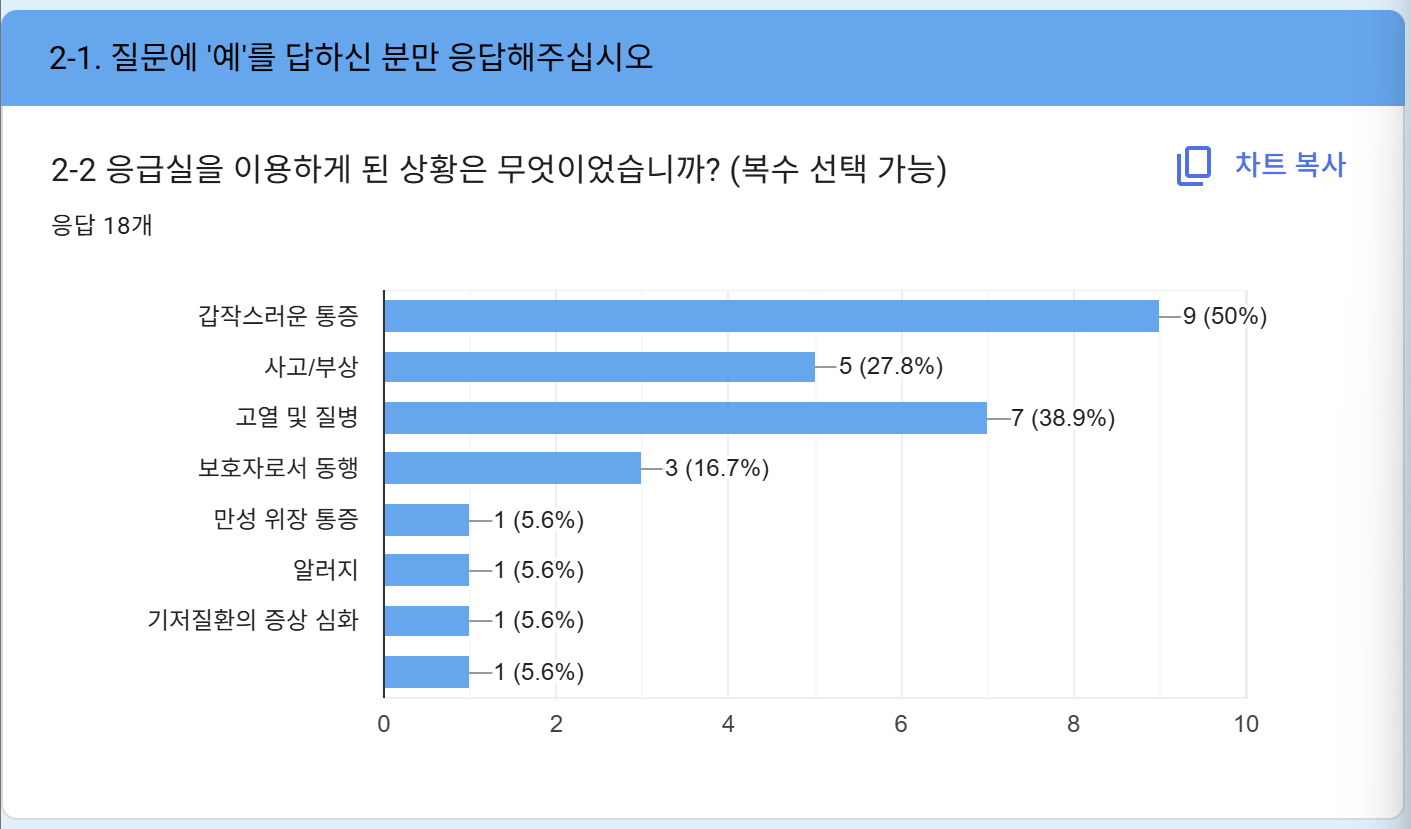 2-1. 질문에 '예'를 답하신 분만 응답해주십시오
2-2 응급실을 이용하게 된 상황은 무엇이었습니까? (복수 선택 가능)
차트 복사
응답 18개
갑작스러운 통증 9 (50%)
사고/부상 5 (27.8%)
고열 및 질병 7 (38.9%)
보호자로서 동행 3 (16.7%)
만성 위장 통증 1 (5.6%)
알러지 1 (5.6%)
기저질환의 증상 심화 1 (5.6%)
1 (5.6%)
0 2 4 6 8 10